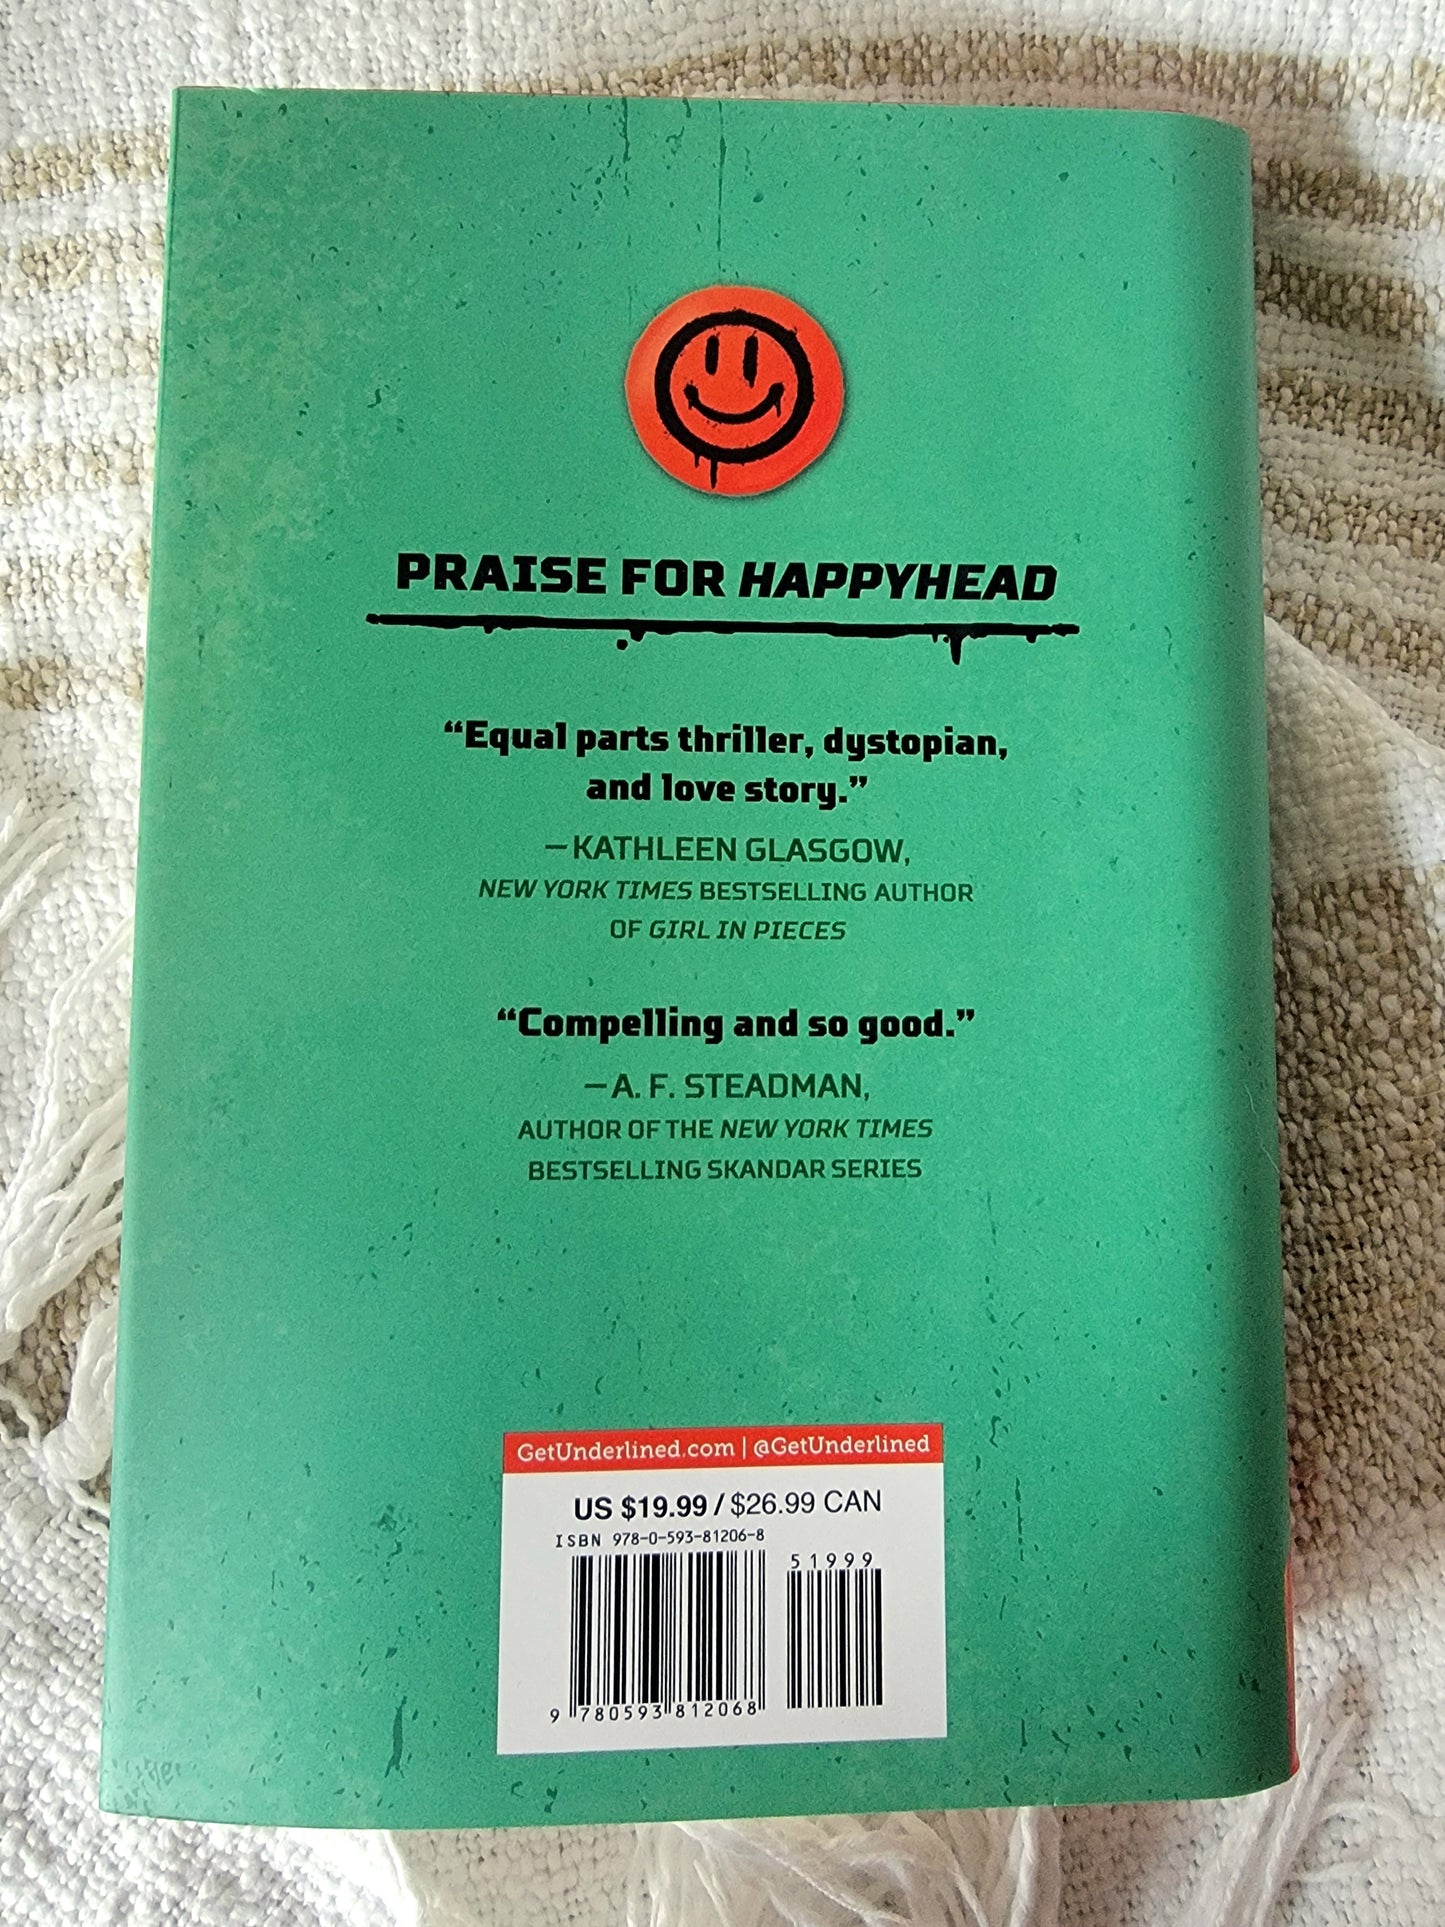 PRAISE FOR HAPPYHEAD
“Equal parts thriller, dystopian,
and love story.”
—KATHLEEN GLASGOW,
NEW YORK TIMES BESTSELLING AUTHOR
OF GIRL IN PIECES
“Compelling and so good.”
—A. F. STEADMAN,
AUTHOR OF THE NEW YORK TIMES
BESTSELLING SKANDAR SERIES
GetUnderlined.com | @GetUnderlined
US $19.99 / $26.99 CAN
ISBN 978-0-593-81206-8
51999
9 780593 812068